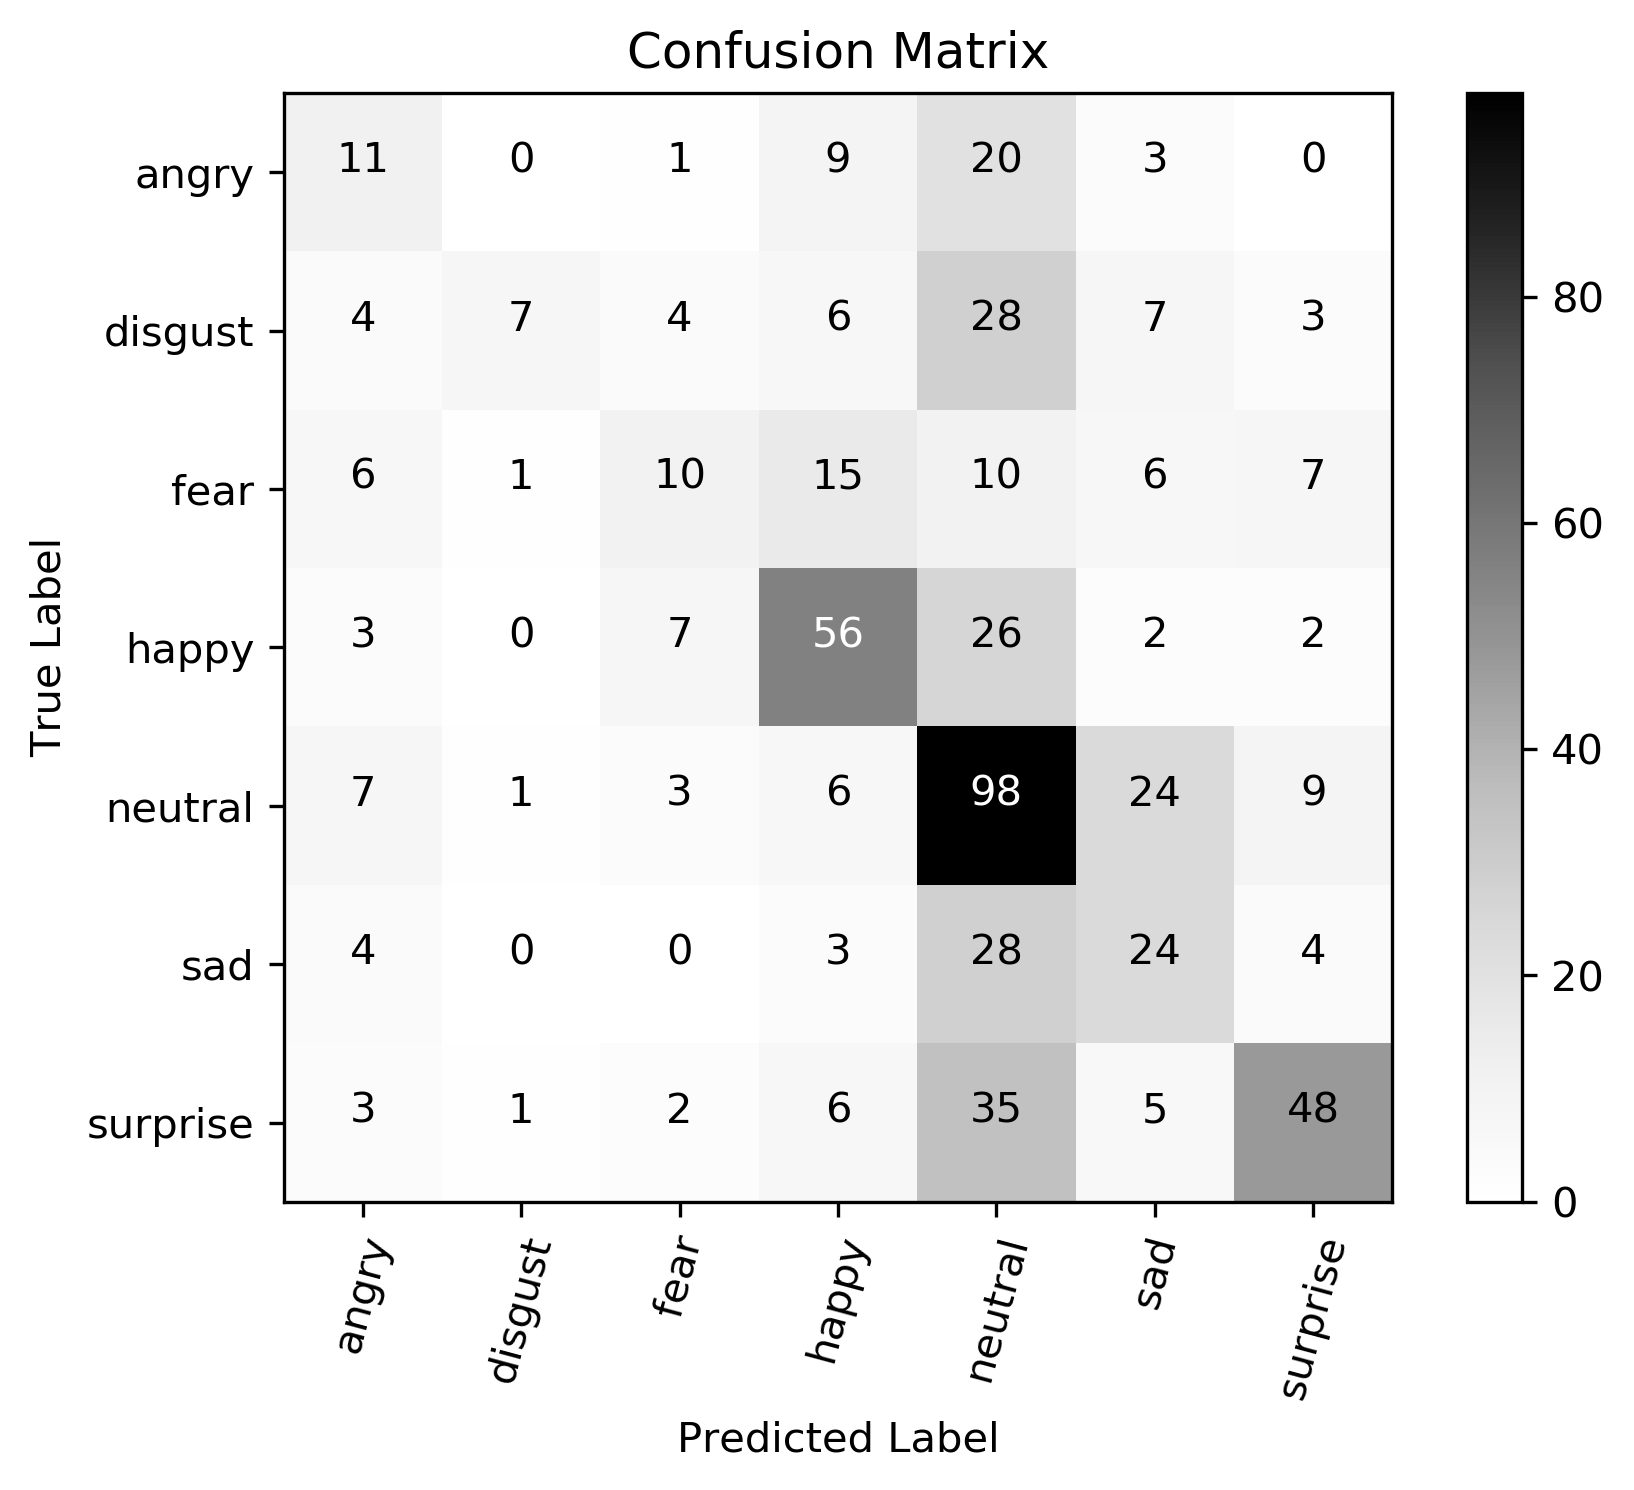 Confusion Matrix
angry 11 0 1 9 20 3 0
disgust 4 7 4 6 28 7 3
fear 6 1 10 15 10 6 7
happy 3 0 7 56 26 2 2
neutral 7 1 3 6 98 24 9
sad 4 0 0 3 28 24 4
surprise 3 1 2 6 35 5 48
True Label
angry disgust fear happy neutral sad surprise
Predicted Label
80
60
40
20
0